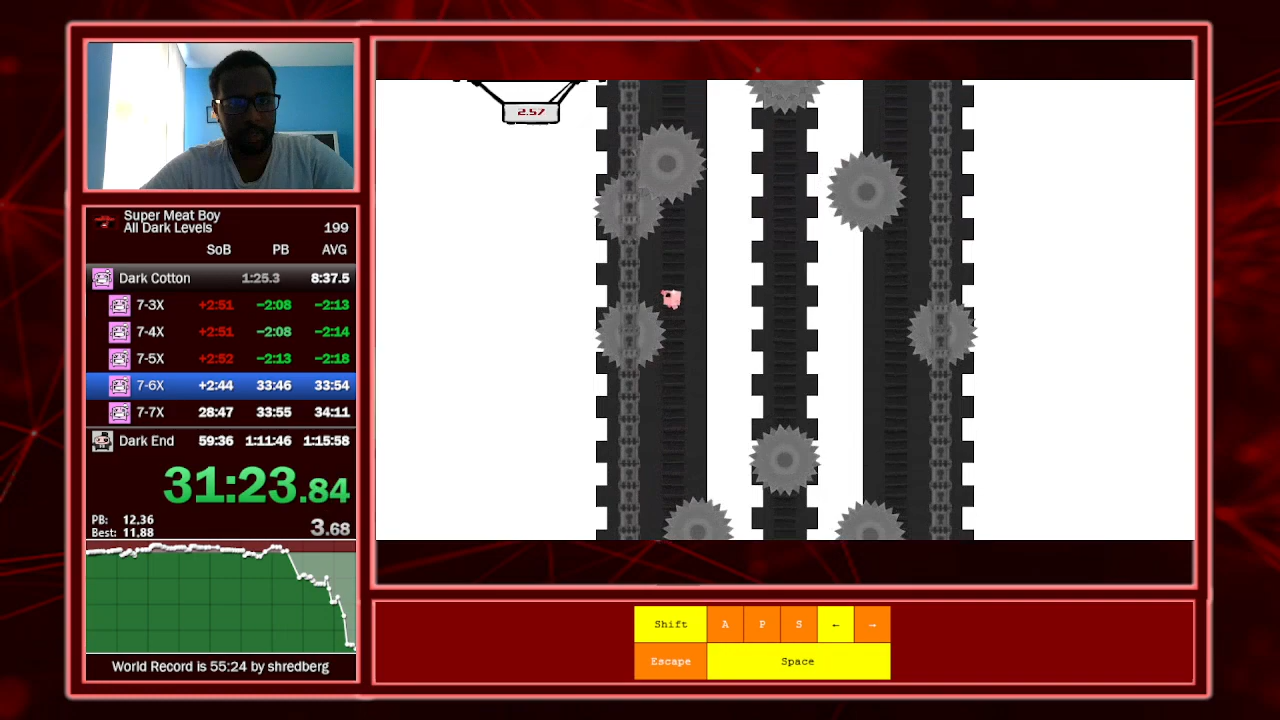 2.57
Super Meat Boy
All Dark Levels 199
SoB PB AVG
Dark Cotton 1:25.3 8:37.5
7-3X +2:51 −2:08 −2:13
7-4X +2:51 −2:08 −2:14
7-5X +2:52 −2:13 −2:18
7-6X +2:44 33:46 33:54
7-7X 28:47 33:55 34:11
Dark End 59:36 1:11:46 1:15:58
31:23.84
PB: 12.36
Best: 11.88 3.68
World Record is 55:24 by shredberg
Shift A P S ← →
Escape Space